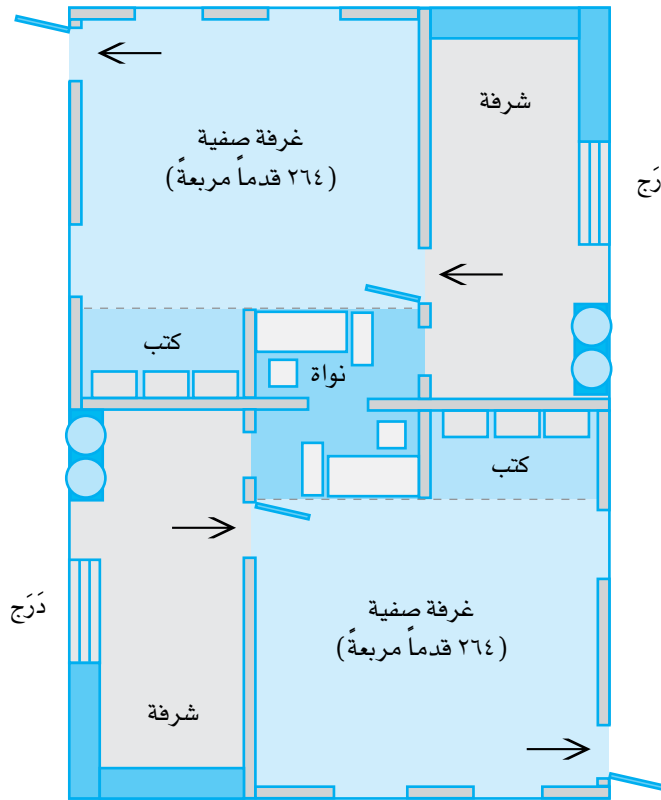 شرفة
غرفة صفية
(٢٦٤ قدماً مربعةً)
رَج
كتب
نواة
كتب
دَرَج
غرفة صفية
(٢٦٤ قدماً مربعةً)
شرفة